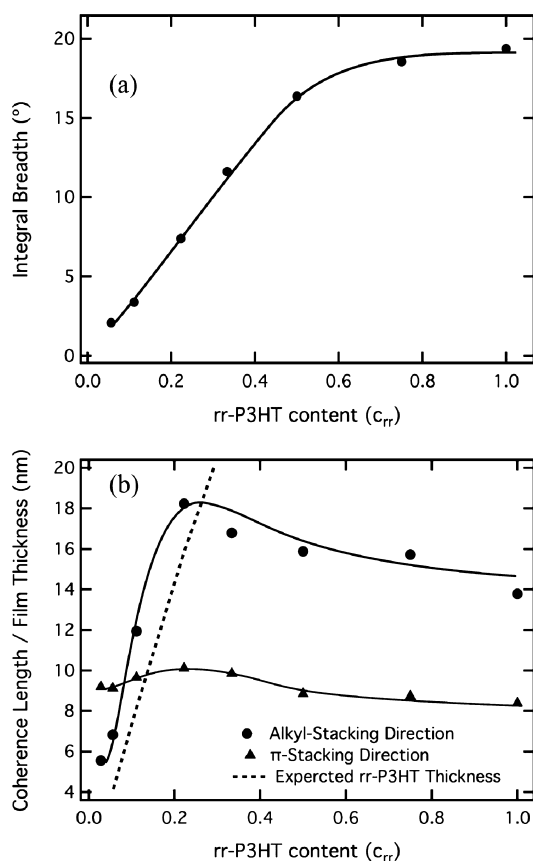 (a)
Integral Breadth (°)
20
15
10
5
0
0.0 0.2 0.4 0.6 0.8 1.0
rr-P3HT content (crr)
(b)
Coherence Length / Film Thickness (nm)
20
18
16
14
12
10
8
6
4
Alkyl-Stacking Direction
π-Stacking Direction
Expercted rr-P3HT Thickness
0.0 0.2 0.4 0.6 0.8 1.0
rr-P3HT content (crr)